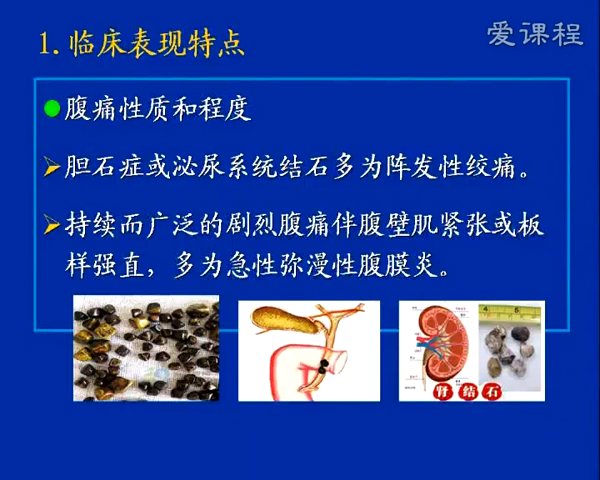 爱课程
1. 临床表现特点
腹痛性质和程度
胆石症或泌尿系统结石多为阵发性绞痛。
持续而广泛的剧烈腹痛伴腹壁肌紧张或板
样强直，多为急性弥漫性腹膜炎。
4 5
肾结石